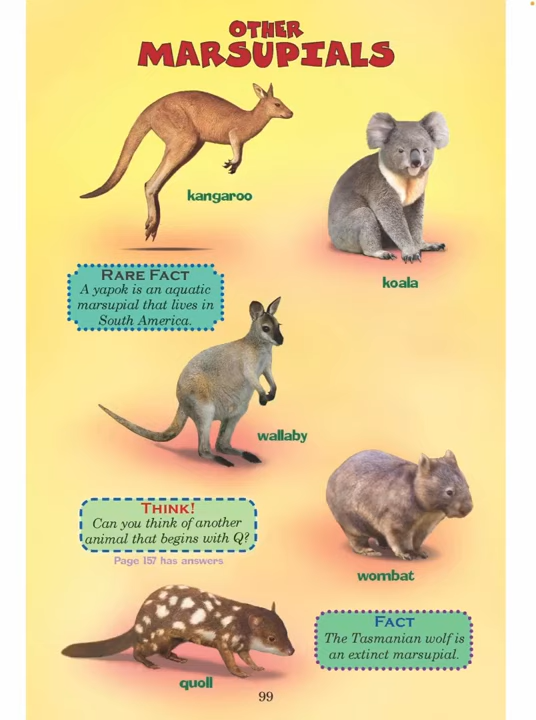 OTHER
MARSUPIALS
kangaroo
koala
RARE FACT
A yapok is an aquatic
marsupial that lives in
South America.
wallaby
THINK!
Can you think of another
animal that begins with Q?
Page 157 has answers
wombat
FACT
The Tasmanian wolf is
an extinct marsupial.
quoll
99